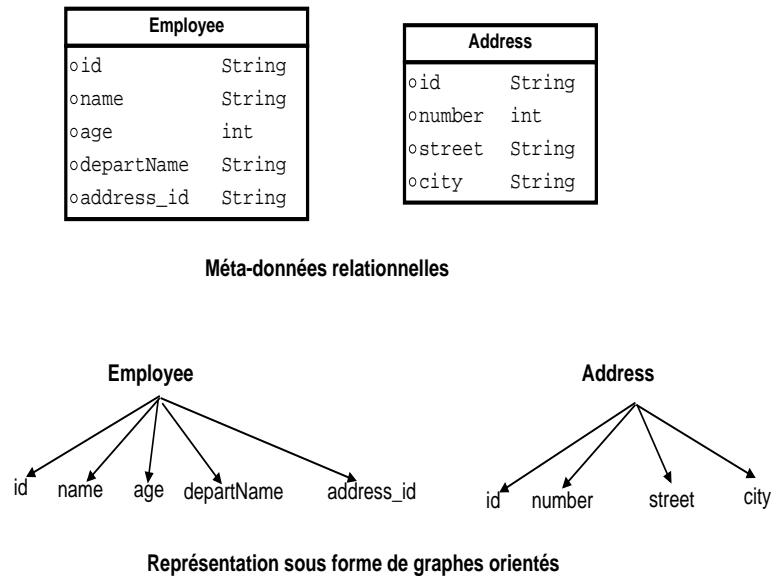 Employee
id String
name String
age int
departName String
address_id String
Address
id String
number int
street String
city String
Méta-données relationnelles
Employee
Address
id name age departName address_id
id number street city
Représentation sous forme de graphes orientés